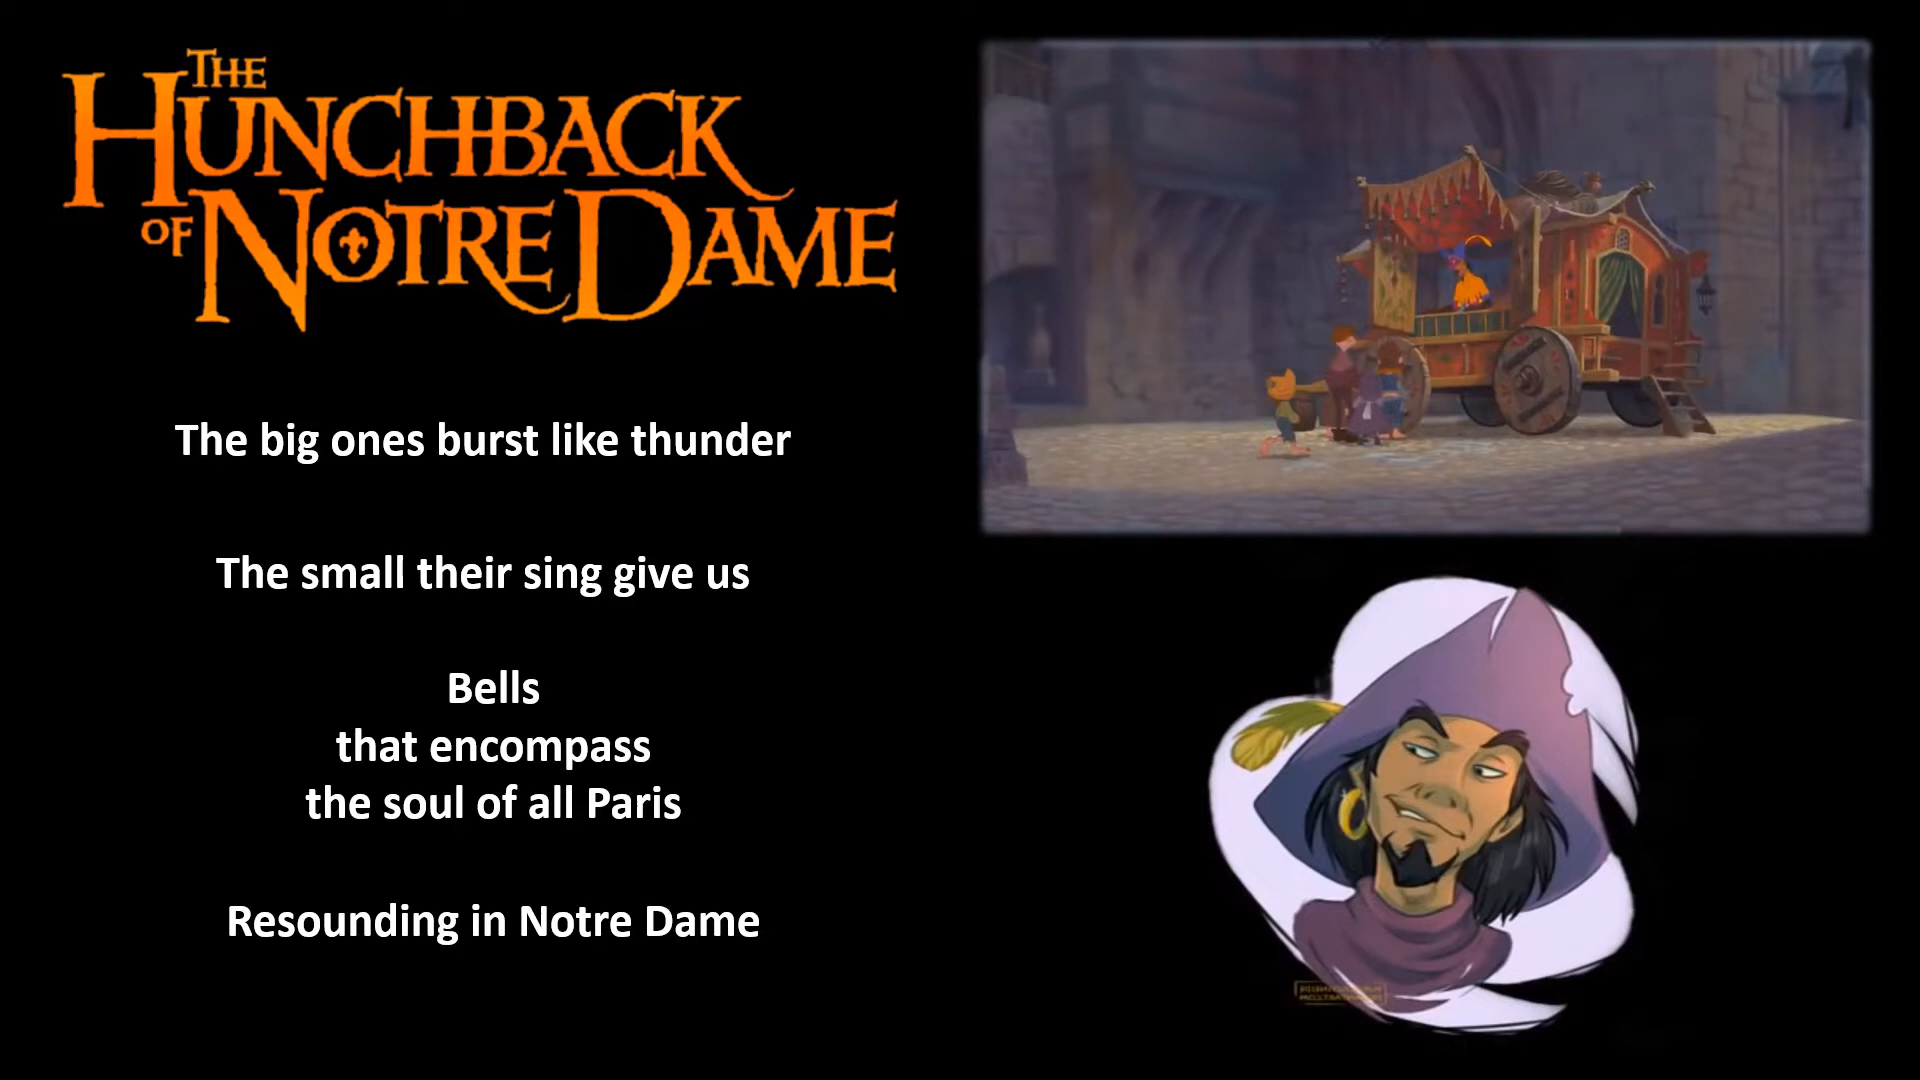 THE
HUNCHBACK
OF NOTRE DAME
The big ones burst like thunder
The small their sing give us
Bells
that encompass
the soul of all Paris
Resounding in Notre Dame